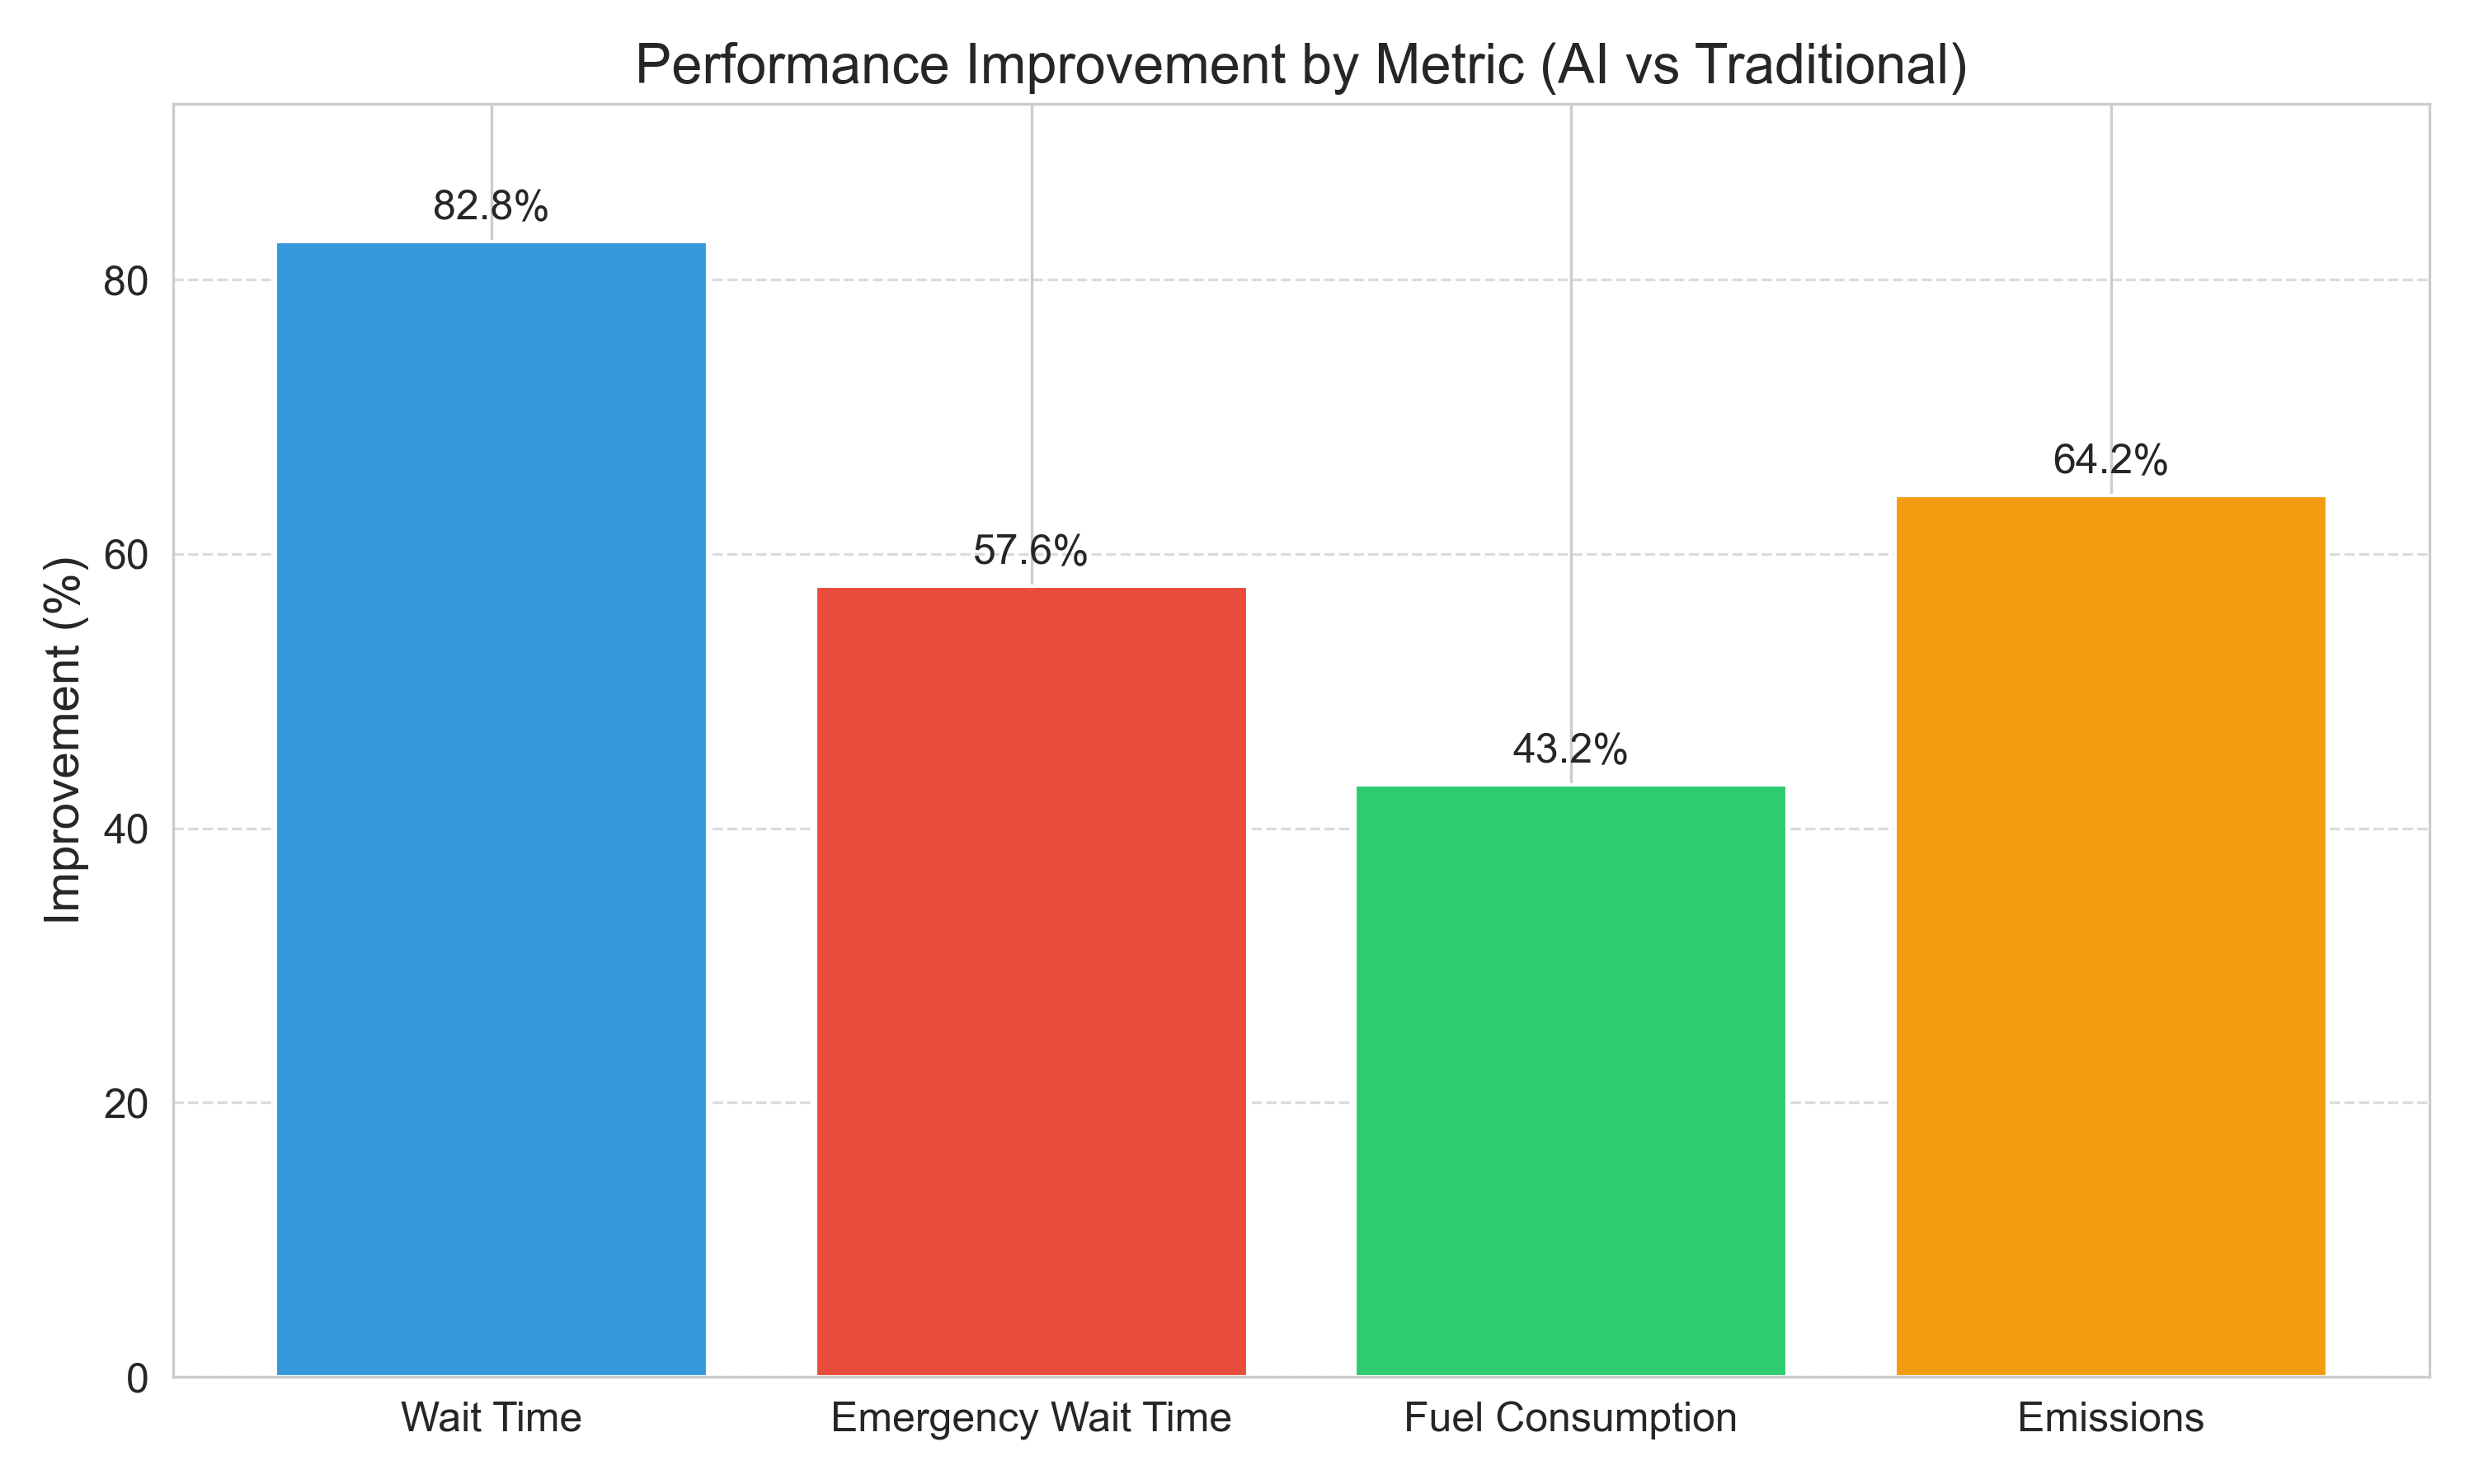 Performance Improvement by Metric (AI vs Traditional)
Improvement (%)
80
60
40
20
0
82.8%
57.6%
43.2%
64.2%
Wait Time
Emergency Wait Time
Fuel Consumption
Emissions